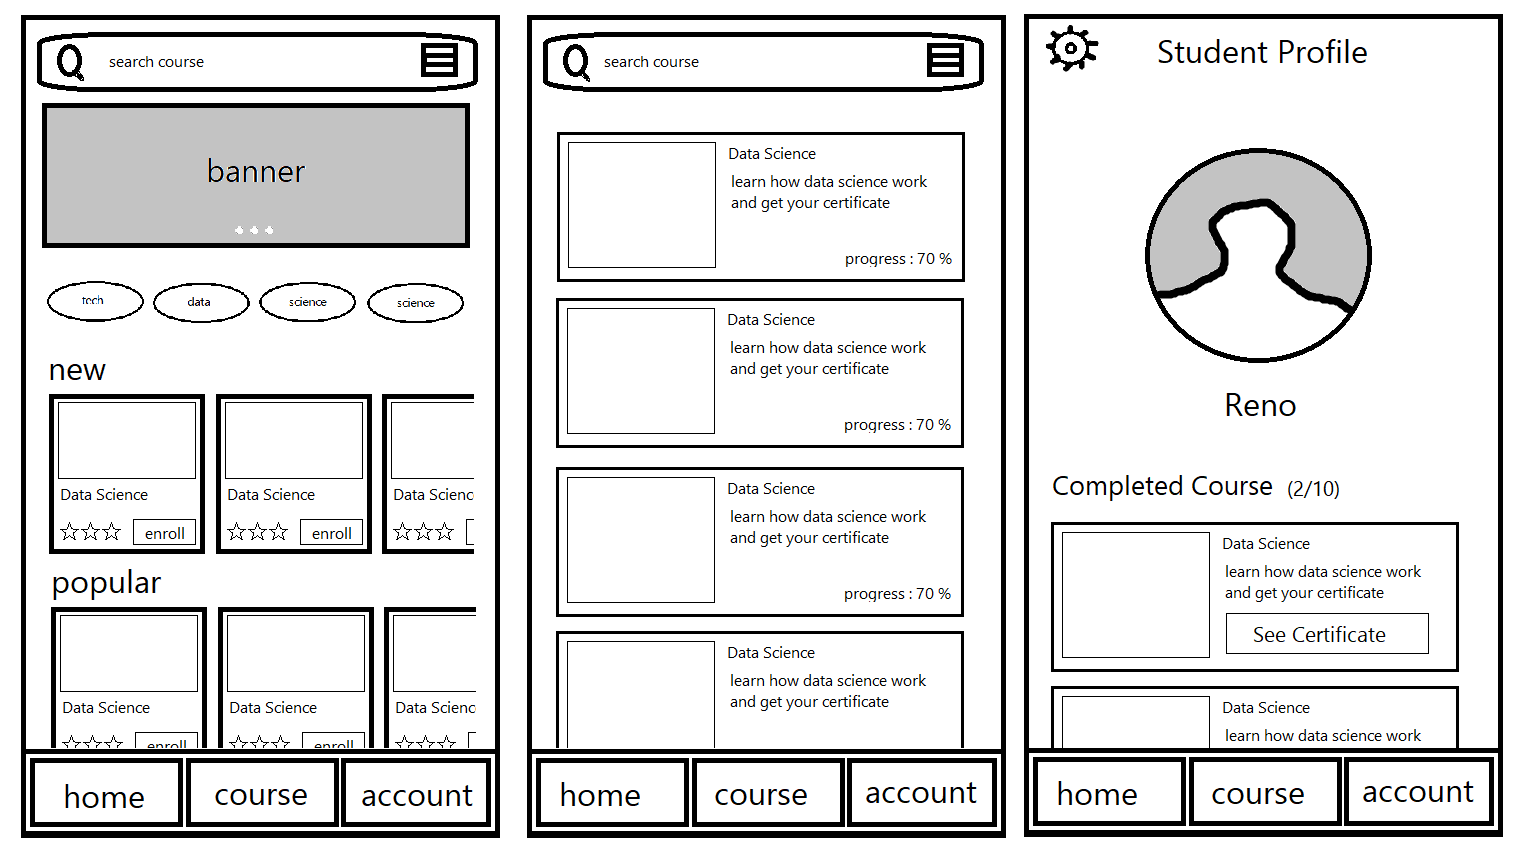 search course
banner
tech
data
science
science
new
Data Science
enroll
Data Science
enroll
Data Scienc
popular
Data Science
enroll
Data Science
enroll
Data Scienc
home
course
account
search course
Data Science
learn how data science work
and get your certificate
progress : 70 %
Data Science
learn how data science work
and get your certificate
progress : 70 %
Data Science
learn how data science work
and get your certificate
progress : 70 %
Data Science
learn how data science work
and get your certificate
home
course
account
Student Profile
Reno
Completed Course (2/10)
Data Science
learn how data science work
and get your certificate
See Certificate
Data Science
learn how data science work
home
course
account